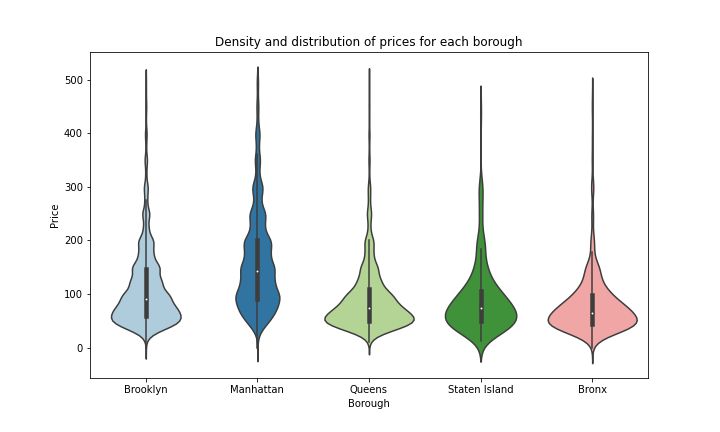 Density and distribution of prices for each borough
500
400
300
200
100
0
Price
Brooklyn Manhattan Queens Staten Island Bronx
Borough